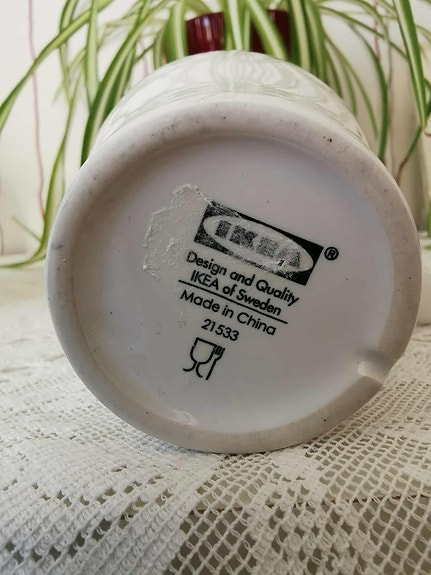 IKEA®
Design and Quality
IKEA of Sweden
Made in China
21533